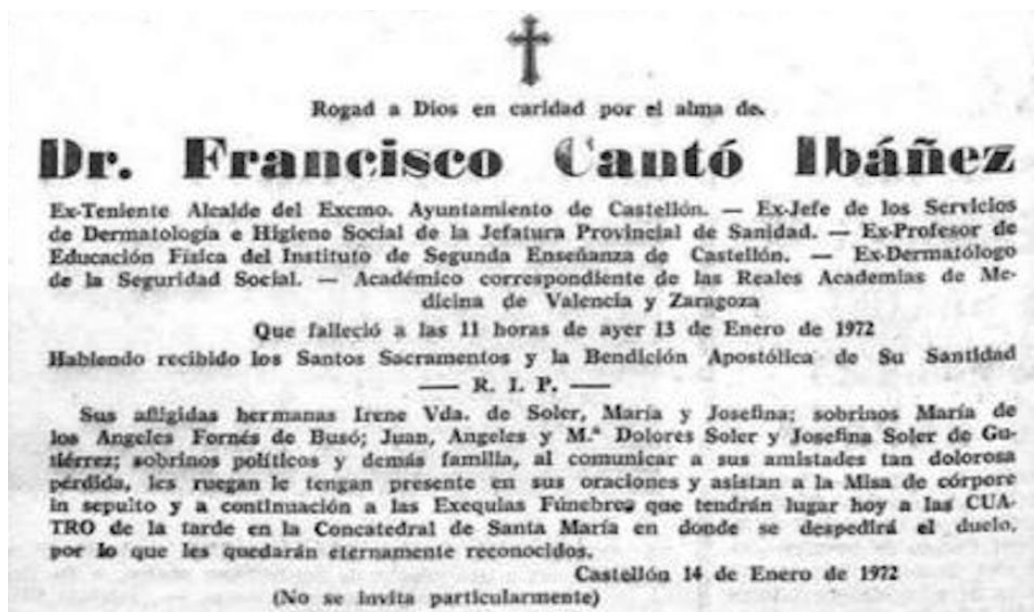 Rogad a Dios en caridad por el alma de.
Dr. Francisco Cantó Ibáñez
Ex-Teniente Alcalde del Excmo. Ayuntamiento de Castellón. — Ex-Jefe de los Servicios
de Dermatología e Higiene Social de la Jefatura Provincial de Sanidad. — Ex-Profesor de
Educación Física del Instituto de Segunda Enseñanza de Castellón. — Ex-Dermatólogo
de la Seguridad Social. — Académico correspondiente de las Reales Academias de Me-
dicina de Valencia y Zaragoza
Que falleció a las 11 horas de ayer 13 de Enero de 1972
Habiendo recibido los Santos Sacramentos y la Bendición Apostólica de Su Santidad
— R. I. P. —
Sus afligidas hermanas Irene Vda. de Soler, María y Josefina; sobrinos María de
los Angeles Fornés de Busó; Juan, Angeles y M.ª Dolores Soler y Josefina Soler de Gu-
tiérrez; sobrinos políticos y demás familia, al comunicar a sus amistades tan dolorosa
pérdida, les ruegan le tengan presente en sus oraciones y asistan a la Misa de córpore
in sepulto y a continuación a las Exequias Fúnebres que tendrán lugar hoy a las CUA-
TRO de la tarde en la Concatedral de Santa María en donde se despedirá el duelo,
por lo que les quedarán eternamente reconocidos.
Castellón 14 de Enero de 1972
(No se invita particularmente)